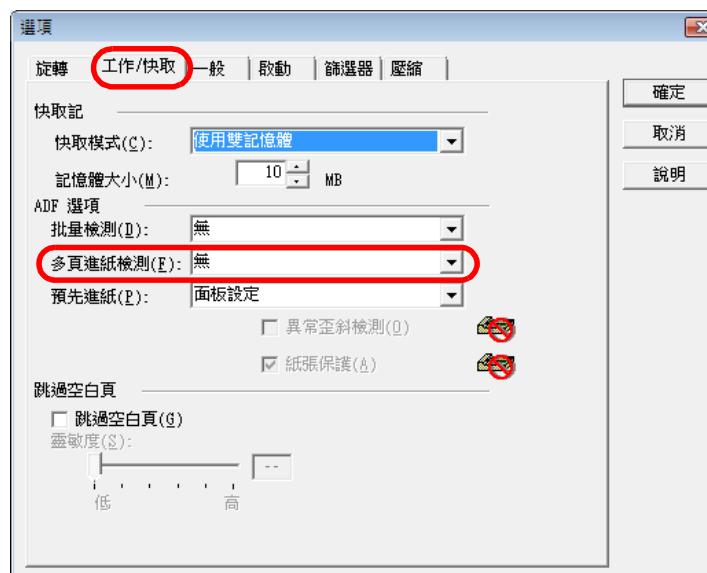 選項
旋轉 工作/快取 一般 啟動 篩選器 壓縮
確定
取消
說明
快取記
快取模式(C): 使用雙記憶體
記憶體大小(M): 10 MB
ADF 選項
批量檢測(D): 無
多頁進紙檢測(F): 無
預先進紙(P): 面板設定
異常歪斜檢測(O)
紙張保護(A)
跳過空白頁
跳過空白頁(G)
靈敏度(S):
--
低 高